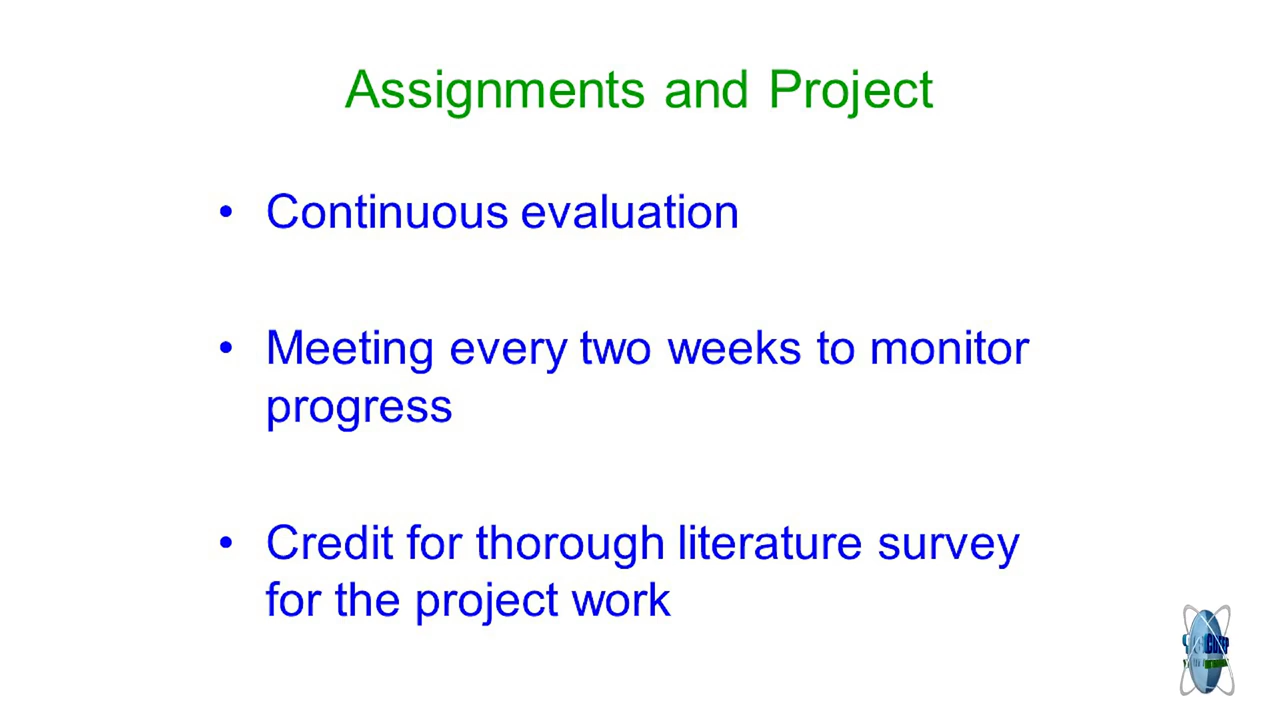 Assignments and Project
• Continuous evaluation
• Meeting every two weeks to monitor
progress
• Credit for thorough literature survey
for the project work